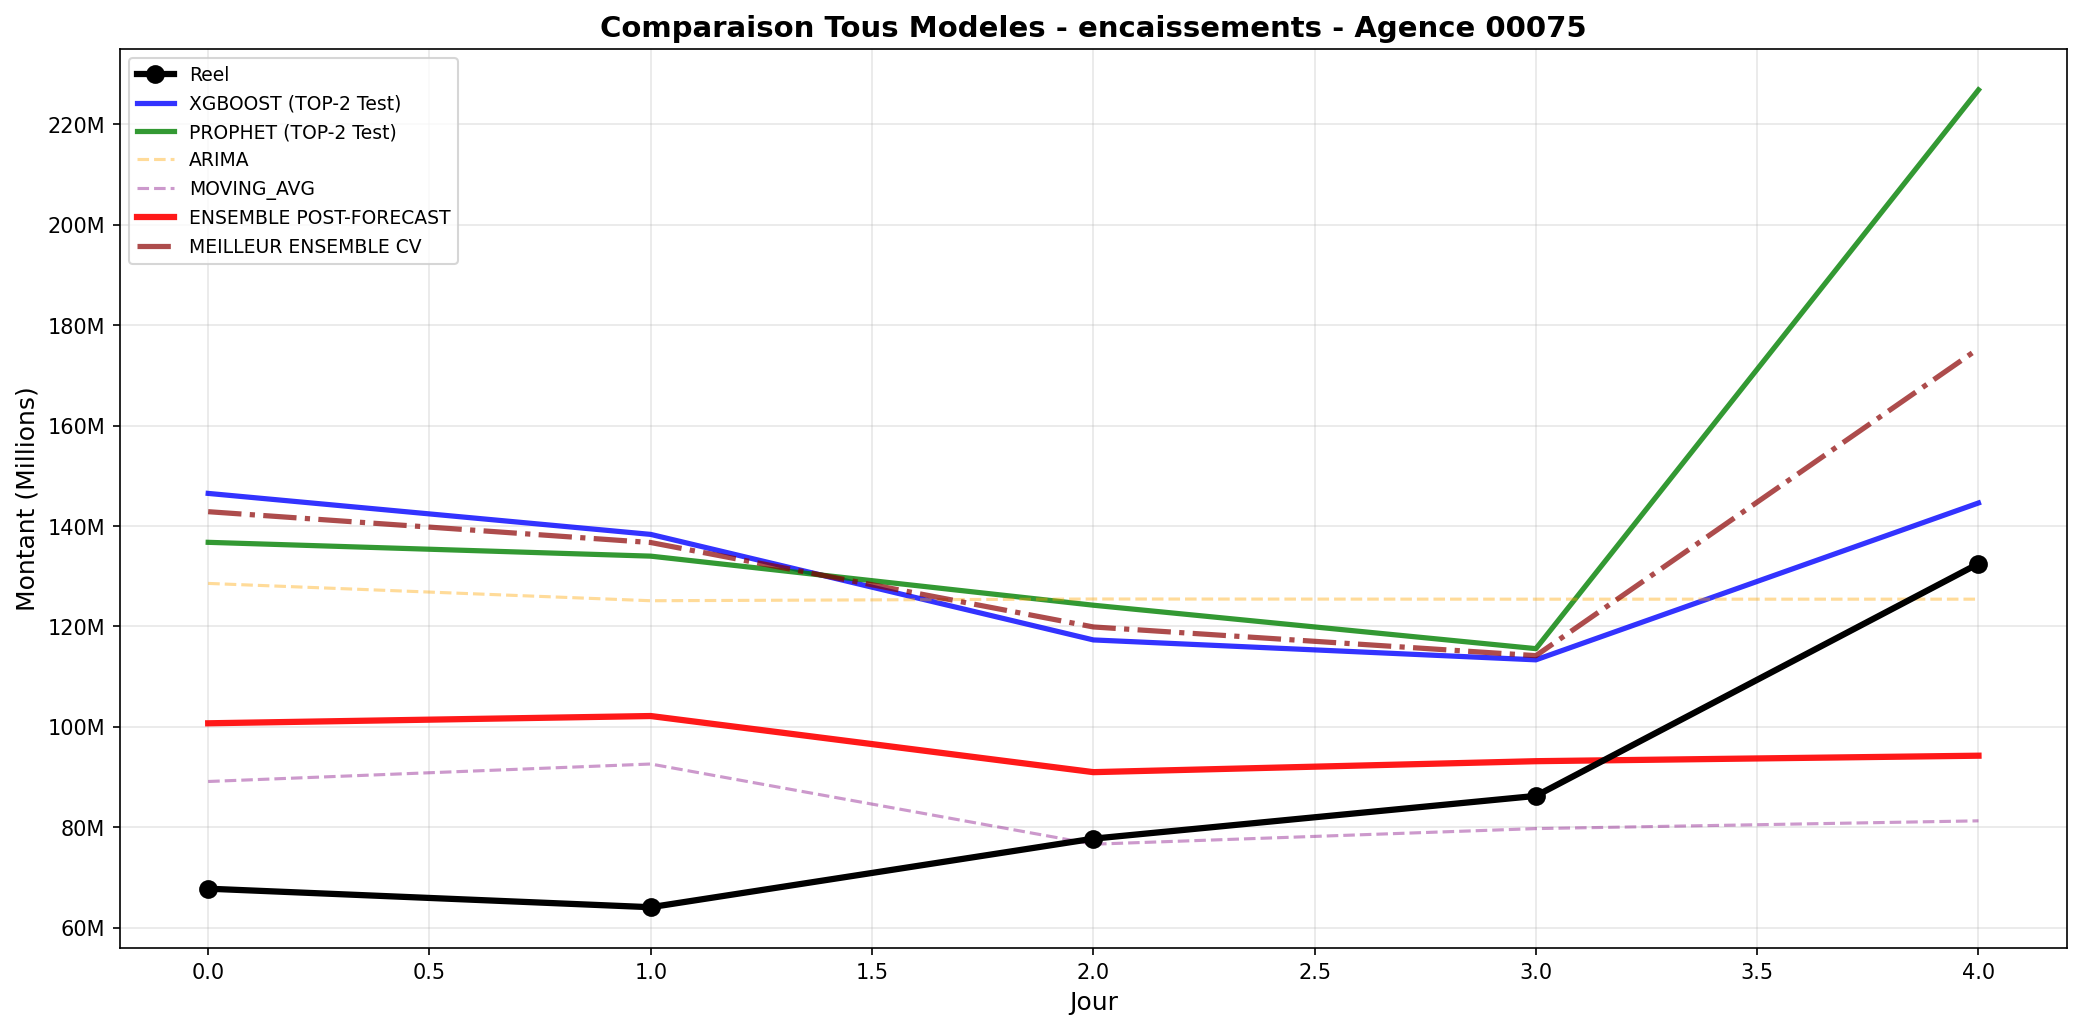 Comparaison Tous Modeles - encaissements - Agence 00075
Reel
XGBOOST (TOP-2 Test)
PROPHET (TOP-2 Test)
ARIMA
MOVING_AVG
ENSEMBLE POST-FORECAST
MEILLEUR ENSEMBLE CV
Montant (Millions)
220M
200M
180M
160M
140M
120M
100M
80M
60M
0.0 0.5 1.0 1.5 2.0 2.5 3.0 3.5 4.0
Jour